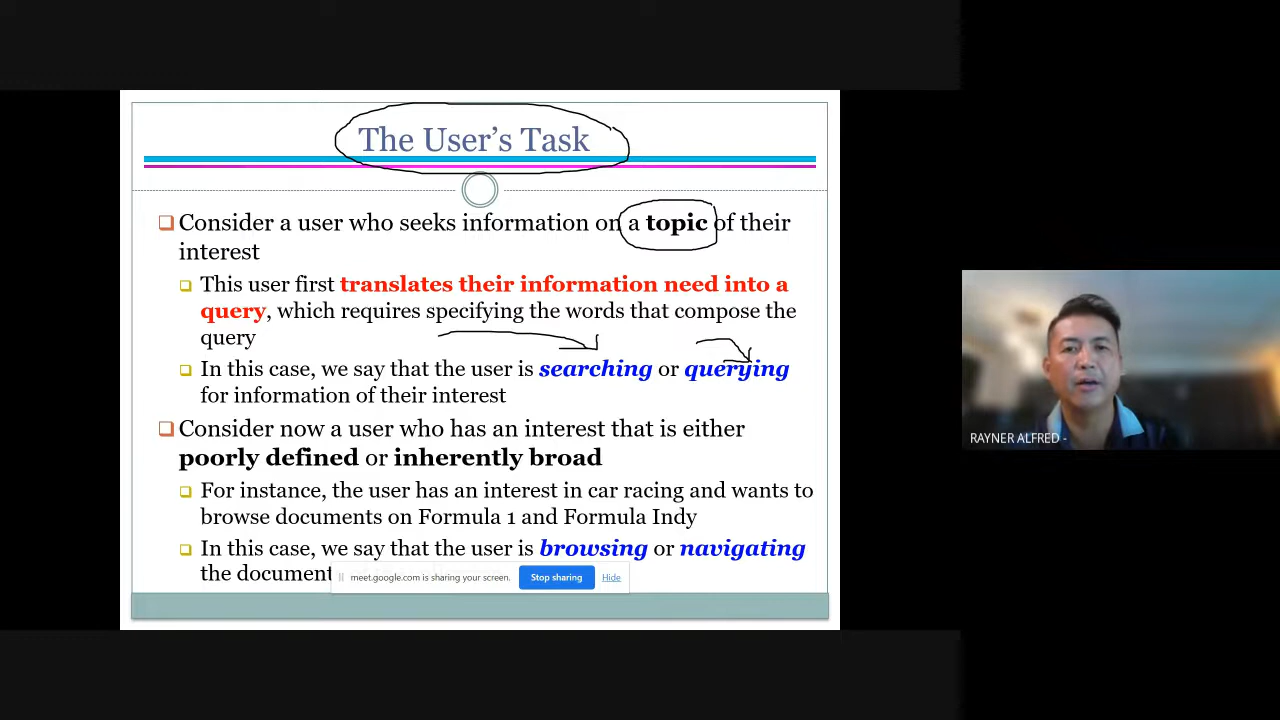 The User's Task
Consider a user who seeks information on a topic of their
interest
This user first translates their information need into a
query, which requires specifying the words that compose the
query
In this case, we say that the user is searching or querying
for information of their interest
Consider now a user who has an interest that is either
poorly defined or inherently broad
For instance, the user has an interest in car racing and wants to
browse documents on Formula 1 and Formula Indy
In this case, we say that the user is browsing or navigating
the document
meet.google.com is sharing your screen.
Stop sharing
Hide
RAYNER ALFRED -